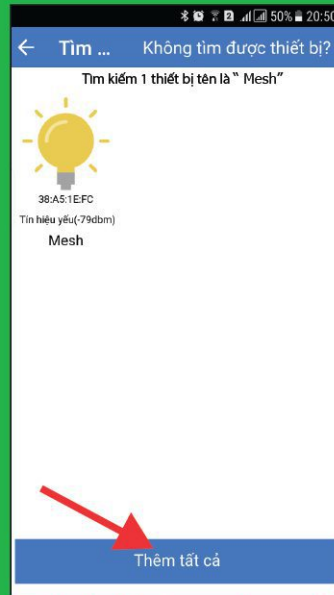 50% 20:50
Tìm ... Không tìm được thiết bị?
Tìm kiếm 1 thiết bị tên là “ Mesh”
38:A5:1E:FC
Tín hiệu yếu(-79dbm)
Mesh
Thêm tất cả